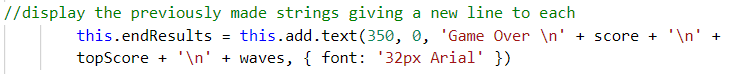 //display the previously made strings giving a new line to each
this.endResults = this.add.text(350, 0, 'Game Over \n' + score + '\n' +
topScore + '\n' + waves, { font: '32px Arial' })